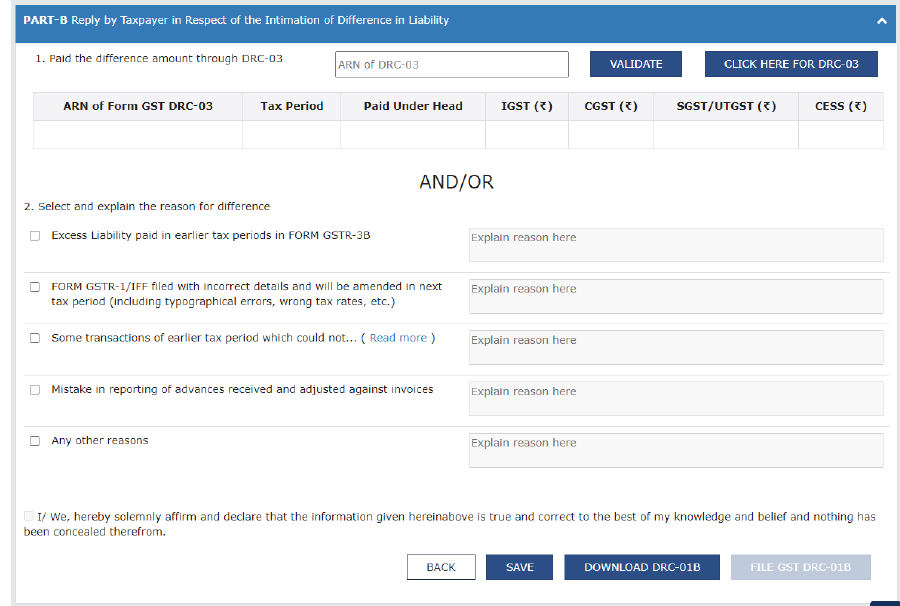 PART-B Reply by Taxpayer in Respect of the Intimation of Difference in Liability
1. Paid the difference amount through DRC-03
ARN of DRC-03
VALIDATE
CLICK HERE FOR DRC-03
ARN of Form GST DRC-03 Tax Period Paid Under Head IGST (₹) CGST (₹) SGST/UTGST (₹) CESS (₹)
AND/OR
2. Select and explain the reason for difference
Excess Liability paid in earlier tax periods in FORM GSTR-3B
Explain reason here
FORM GSTR-1/IFF filed with incorrect details and will be amended in next
tax period (including typographical errors, wrong tax rates, etc.)
Explain reason here
Some transactions of earlier tax period which could not... ( Read more )
Explain reason here
Mistake in reporting of advances received and adjusted against invoices
Explain reason here
Any other reasons
Explain reason here
I/ We, hereby solemnly affirm and declare that the information given hereinabove is true and correct to the best of my knowledge and belief and nothing has
been concealed therefrom.
BACK SAVE DOWNLOAD DRC-01B FILE GST DRC-01B